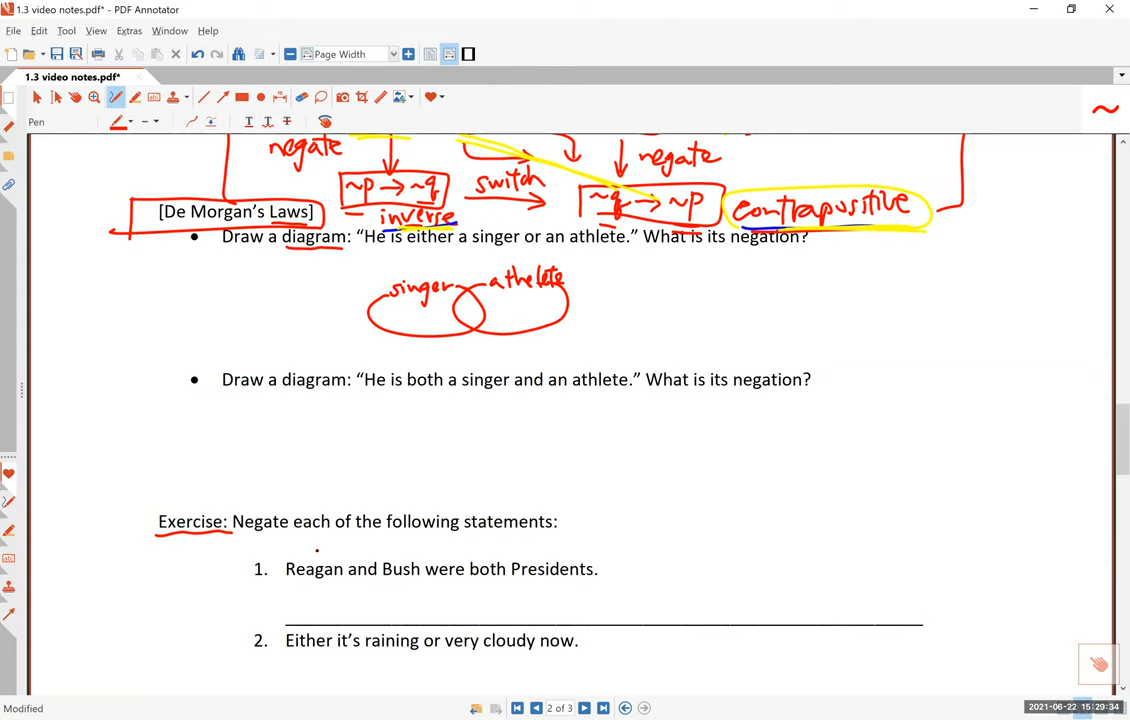 1.3 video notes.pdf* - PDF Annotator
File Edit Tool View Extras Window Help
Page Width
1.3 video notes.pdf* ×
Pen
~
negate
negate
~p → ~q
switch
~q → ~p
contrapositive
[De Morgan's Laws]
inverse
• Draw a diagram: “He is either a singer or an athlete.” What is its negation?
singer athelete
• Draw a diagram: “He is both a singer and an athlete.” What is its negation?
Exercise: Negate each of the following statements:
1. Reagan and Bush were both Presidents.
2. Either it’s raining or very cloudy now.
Modified
2 of 3
2021-06-22 15:29:34